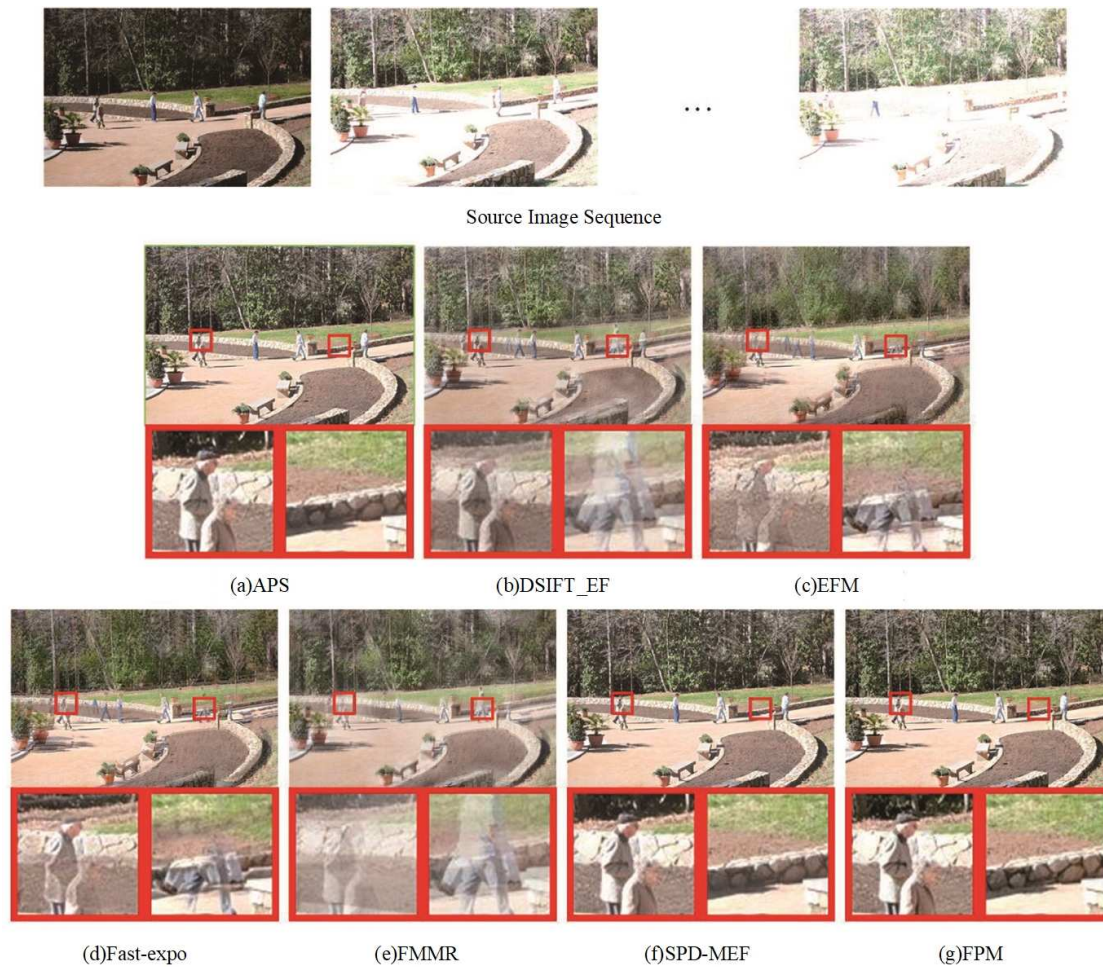 ...
Source Image Sequence
(a)APS
(b)DSIFT_EF
(c)EFM
(d)Fast-expo
(e)FMMR
(f)SPD-MEF
(g)FPM